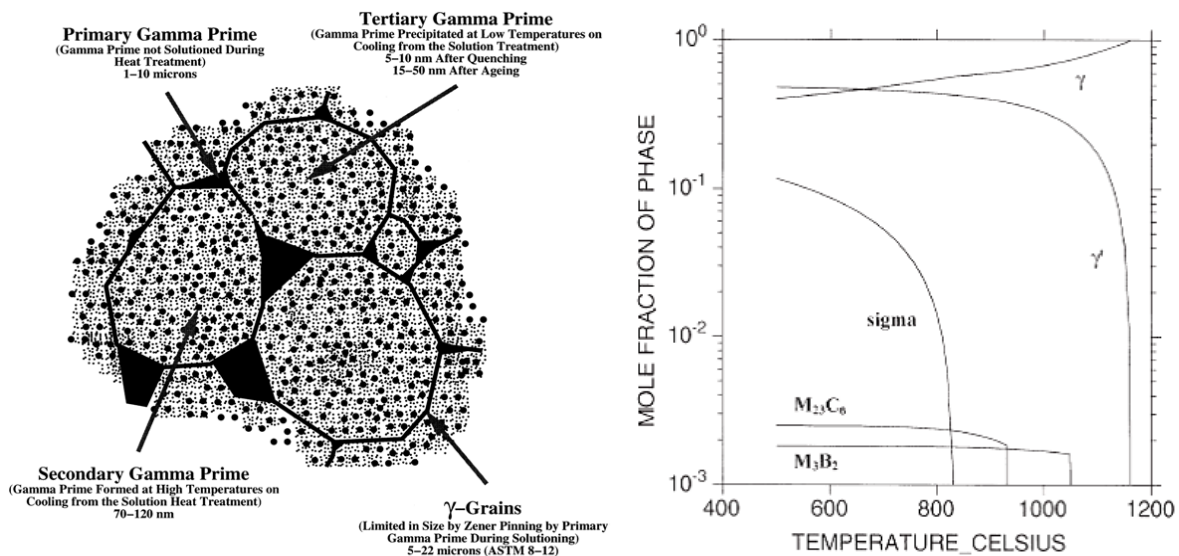 Primary Gamma Prime
(Gamma Prime not Solutioned During
Heat Treatment)
1–10 microns
Tertiary Gamma Prime
(Gamma Prime Precipitated at Low Temperatures on
Cooling from the Solution Treatment)
5–10 nm After Quenching
15–50 nm After Ageing
Secondary Gamma Prime
(Gamma Prime Formed at High Temperatures on
Cooling from the Solution Heat Treatment)
70–120 nm
γ–Grains
(Limited in Size by Zener Pinning by Primary
Gamma Prime During Solutioning)
5–22 microns (ASTM 8–12)
MOLE FRACTION OF PHASE
10⁰
10⁻¹
10⁻²
10⁻³
γ
γ'
sigma
M₂₃C₆
M₃B₂
400 600 800 1000 1200
TEMPERATURE_CELSIUS